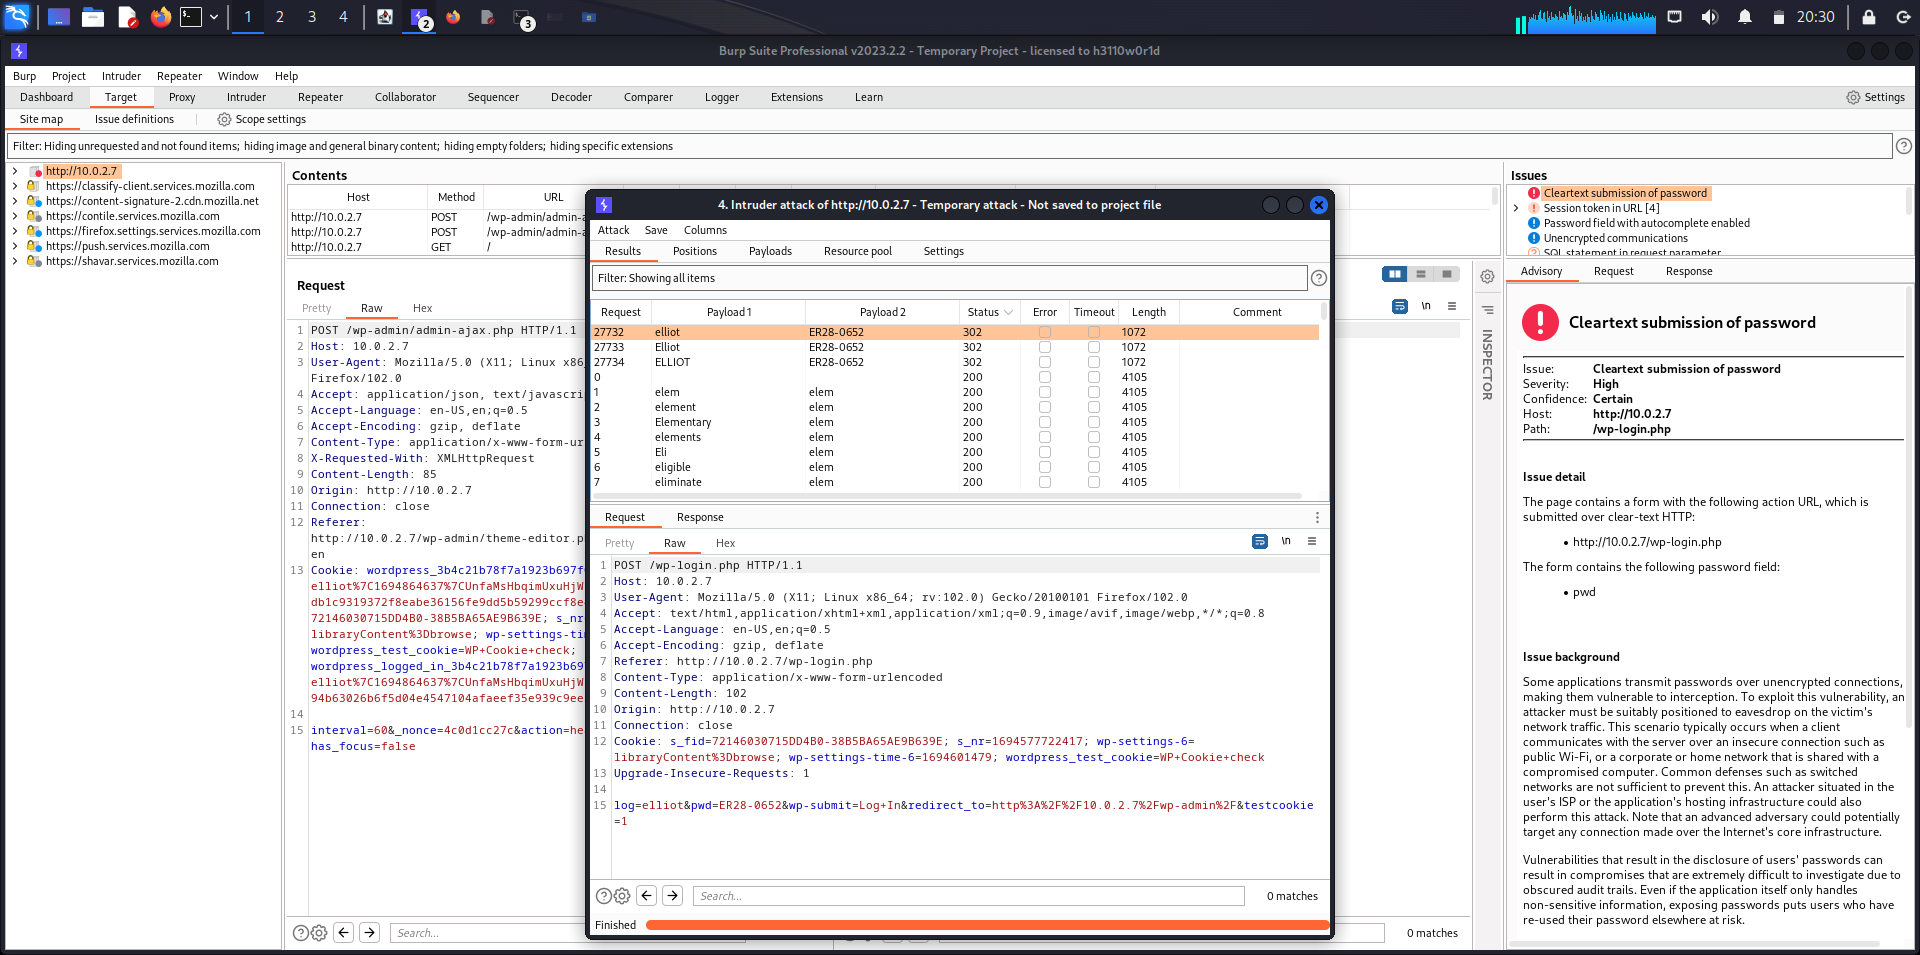 1 2 3 4 2 3 20:30
Burp Suite Professional v2023.2.2 - Temporary Project - licensed to h3110w0r1d
Burp Project Intruder Repeater Window Help
Dashboard Target Proxy Intruder Repeater Collaborator Sequencer Decoder Comparer Logger Extensions Learn Settings
Site map Issue definitions Scope settings
Filter: Hiding unrequested and not found items; hiding image and general binary content; hiding empty folders; hiding specific extensions
http://10.0.2.7
https://classify-client.services.mozilla.com
https://content-signature-2.cdn.mozilla.net
https://contile.services.mozilla.com
https://firefox.settings.services.mozilla.com
https://push.services.mozilla.com
https://shavar.services.mozilla.com
Contents
Host Method URL
http://10.0.2.7 POST /wp-admin/admin-a
http://10.0.2.7 POST /wp-admin/admin-a
http://10.0.2.7 GET /
Request
Pretty Raw Hex
\n
1 POST /wp-admin/admin-ajax.php HTTP/1.1
2 Host: 10.0.2.7
3 User-Agent: Mozilla/5.0 (X11; Linux x86
Firefox/102.0
4 Accept: application/json, text/javascri
5 Accept-Language: en-US,en;q=0.5
6 Accept-Encoding: gzip, deflate
7 Content-Type: application/x-www-form-ur
8 X-Requested-With: XMLHttpRequest
9 Content-Length: 85
10 Origin: http://10.0.2.7
11 Connection: close
12 Referer:
http://10.0.2.7/wp-admin/theme-editor.p
en
13 Cookie: wordpress_3b4c21b78f7a1923b697f
elliot%7C1694864637%7CUnfaMsHbqimUxuHjW
db1c9319372f8eabe36156fe9dd5b59299ccf8e
72146030715DD4B0-38B5BA65AE9B639E; s_nr
libraryContent%3Dbrowse; wp-settings-ti
wordpress_test_cookie=WP+Cookie+check;
wordpress_logged_in_3b4c21b78f7a1923b69
elliot%7C1694864637%7CUnfaMsHbqimUxuHjW
94b63026b6f5d04e4547104afaeef35e939c9ee
14
15 interval=60&_nonce=4c0d1cc27c&action=he
has_focus=false
Search...
0 matches
4. Intruder attack of http://10.0.2.7 - Temporary attack - Not saved to project file
Attack Save Columns
Results Positions Payloads Resource pool Settings
Filter: Showing all items
Request Payload 1 Payload 2 Status Error Timeout Length Comment
27732 elliot ER28-0652 302 1072
27733 Elliot ER28-0652 302 1072
27734 ELLIOT ER28-0652 302 1072
0 200 4105
1 elem elem 200 4105
2 element elem 200 4105
3 Elementary elem 200 4105
4 elements elem 200 4105
5 Eli elem 200 4105
6 eligible elem 200 4105
7 eliminate elem 200 4105
Request Response
Pretty Raw Hex \n
1 POST /wp-login.php HTTP/1.1
2 Host: 10.0.2.7
3 User-Agent: Mozilla/5.0 (X11; Linux x86_64; rv:102.0) Gecko/20100101 Firefox/102.0
4 Accept: text/html,application/xhtml+xml,application/xml;q=0.9,image/avif,image/webp,*/*;q=0.8
5 Accept-Language: en-US,en;q=0.5
6 Accept-Encoding: gzip, deflate
7 Referer: http://10.0.2.7/wp-login.php
8 Content-Type: application/x-www-form-urlencoded
9 Content-Length: 102
10 Origin: http://10.0.2.7
11 Connection: close
12 Cookie: s_fid=72146030715DD4B0-38B5BA65AE9B639E; s_nr=1694577722417; wp-settings-6=
libraryContent%3Dbrowse; wp-settings-time-6=1694601479; wordpress_test_cookie=WP+Cookie+check
13 Upgrade-Insecure-Requests: 1
14
15 log=elliot&pwd=ER28-0652&wp-submit=Log+In&redirect_to=http%3A%2F%2F10.0.2.7%2Fwp-admin%2F&testcookie
=1
Search... 0 matches
Finished
INSPECTOR
Issues
Cleartext submission of password
Session token in URL [4]
Password field with autocomplete enabled
Unencrypted communications
SQL statement in request parameter
Advisory Request Response
Cleartext submission of password
Issue: Cleartext submission of password
Severity: High
Confidence: Certain
Host: http://10.0.2.7
Path: /wp-login.php
Issue detail
The page contains a form with the following action URL, which is
submitted over clear-text HTTP:
• http://10.0.2.7/wp-login.php
The form contains the following password field:
• pwd
Issue background
Some applications transmit passwords over unencrypted connections,
making them vulnerable to interception. To exploit this vulnerability, an
attacker must be suitably positioned to eavesdrop on the victim's
network traffic. This scenario typically occurs when a client
communicates with the server over an insecure connection such as
public Wi-Fi, or a corporate or home network that is shared with a
compromised computer. Common defenses such as switched
networks are not sufficient to prevent this. An attacker situated in the
user's ISP or the application's hosting infrastructure could also
perform this attack. Note that an advanced adversary could potentially
target any connection made over the Internet's core infrastructure.
Vulnerabilities that result in the disclosure of users' passwords can
result in compromises that are extremely difficult to investigate due to
obscured audit trails. Even if the application itself only handles
non-sensitive information, exposing passwords puts users who have
re-used their password elsewhere at risk.